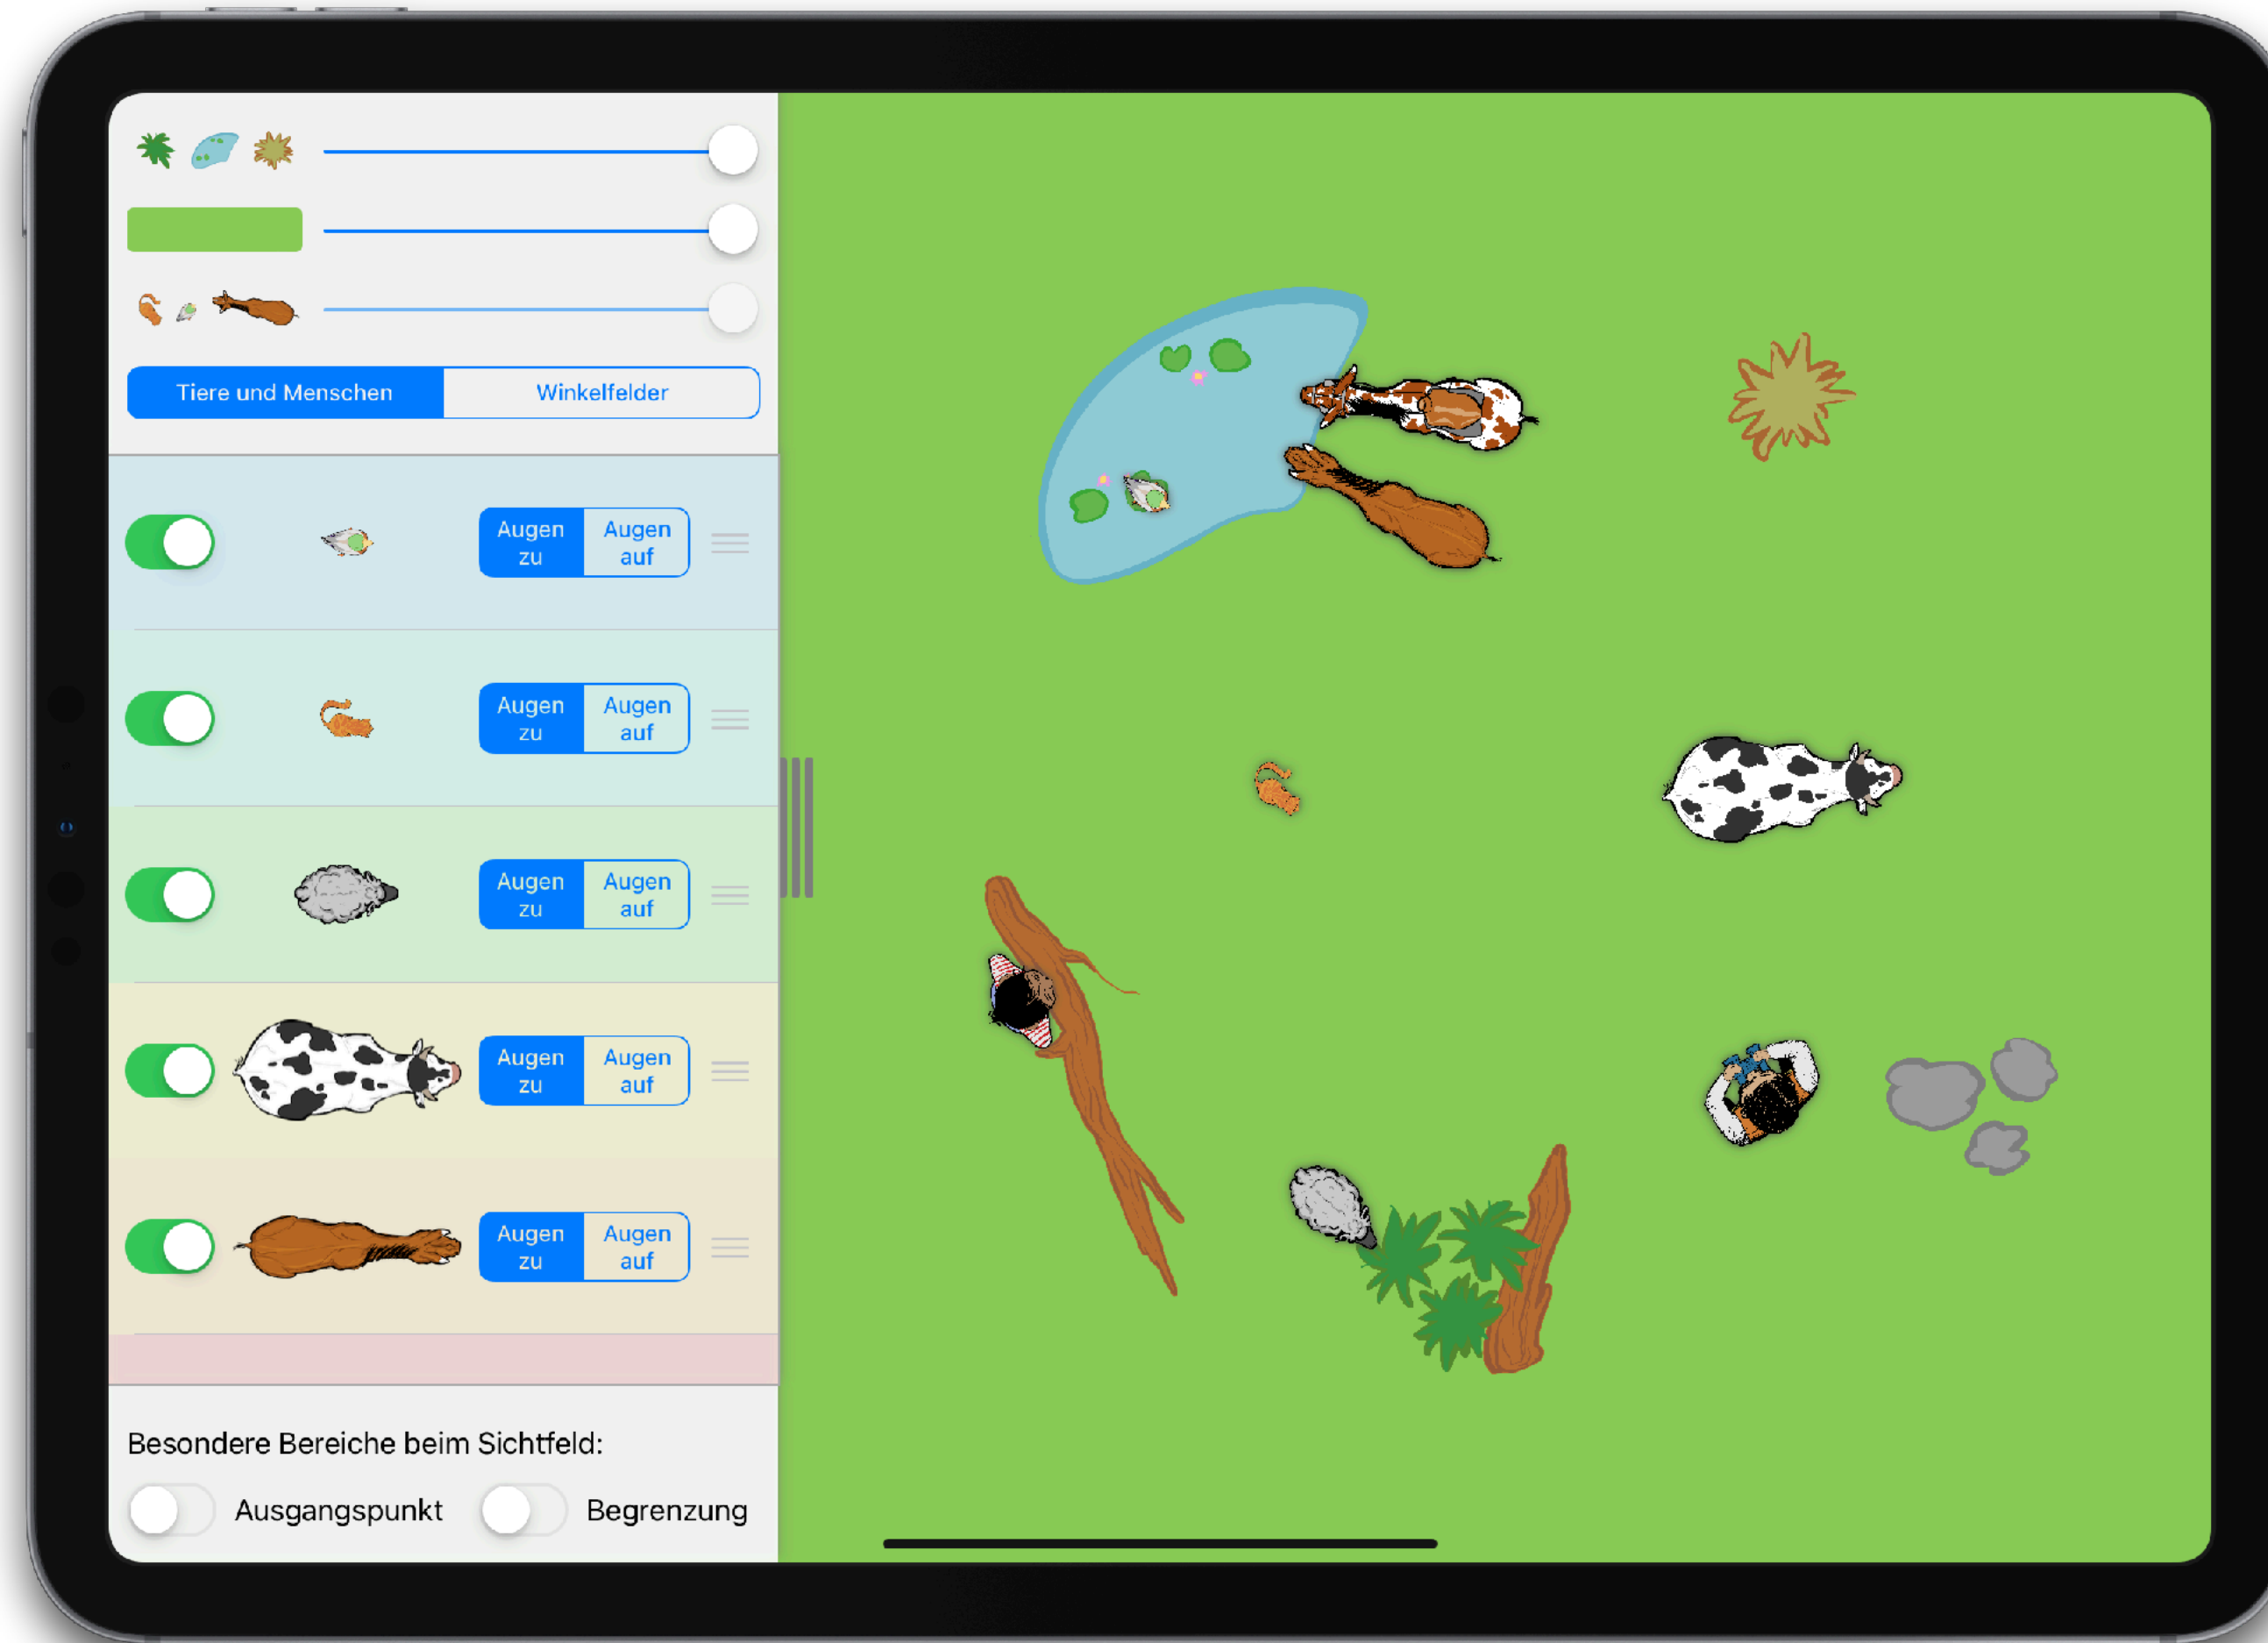 Tiere und Menschen
Winkelfelder
Augen
zu
Augen
auf
Augen
zu
Augen
auf
Augen
zu
Augen
auf
Augen
zu
Augen
auf
Augen
zu
Augen
auf
Besondere Bereiche beim Sichtfeld:
Ausgangspunkt
Begrenzung